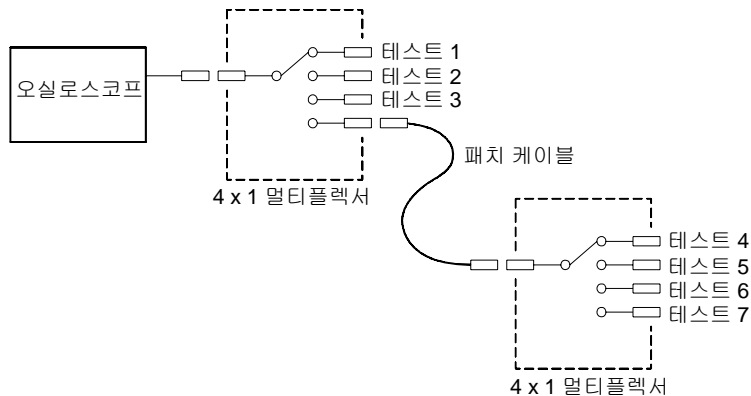 오실로스코프
테스트 1
테스트 2
테스트 3
패치 케이블
4 x 1 멀티플렉서
테스트 4
테스트 5
테스트 6
테스트 7
4 x 1 멀티플렉서